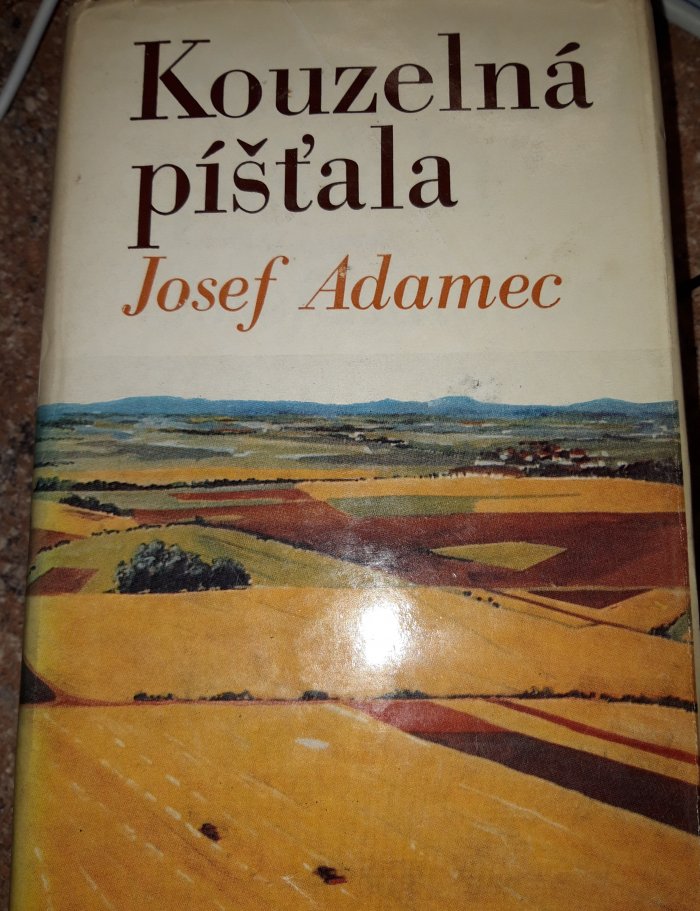 Kouzelná
píšťala
Josef Adamec